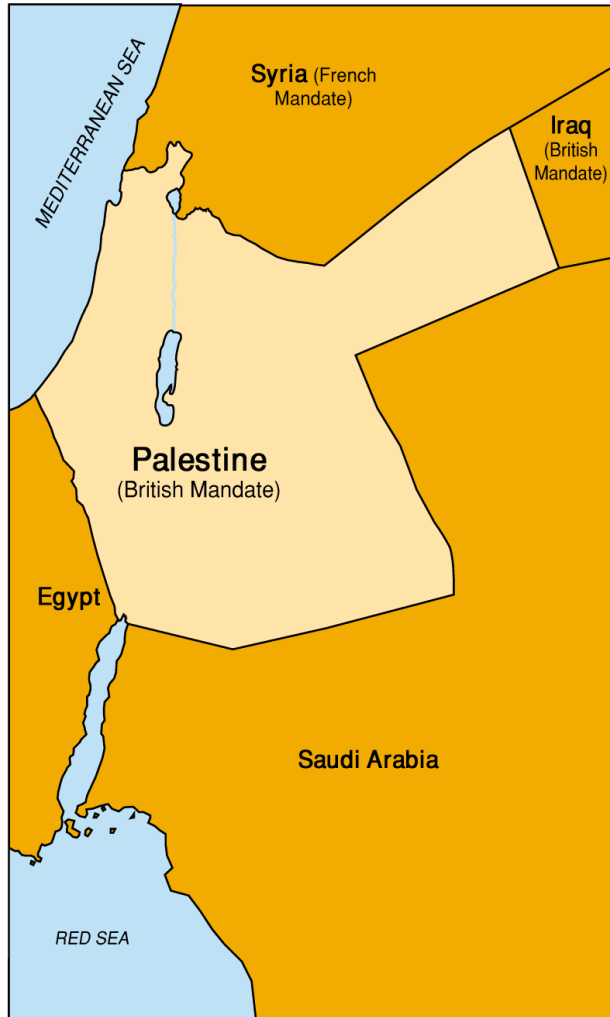 MEDITERRANEAN SEA
Syria (French
Mandate)
Iraq
(British
Mandate)
Palestine
(British Mandate)
Egypt
Saudi Arabia
RED SEA